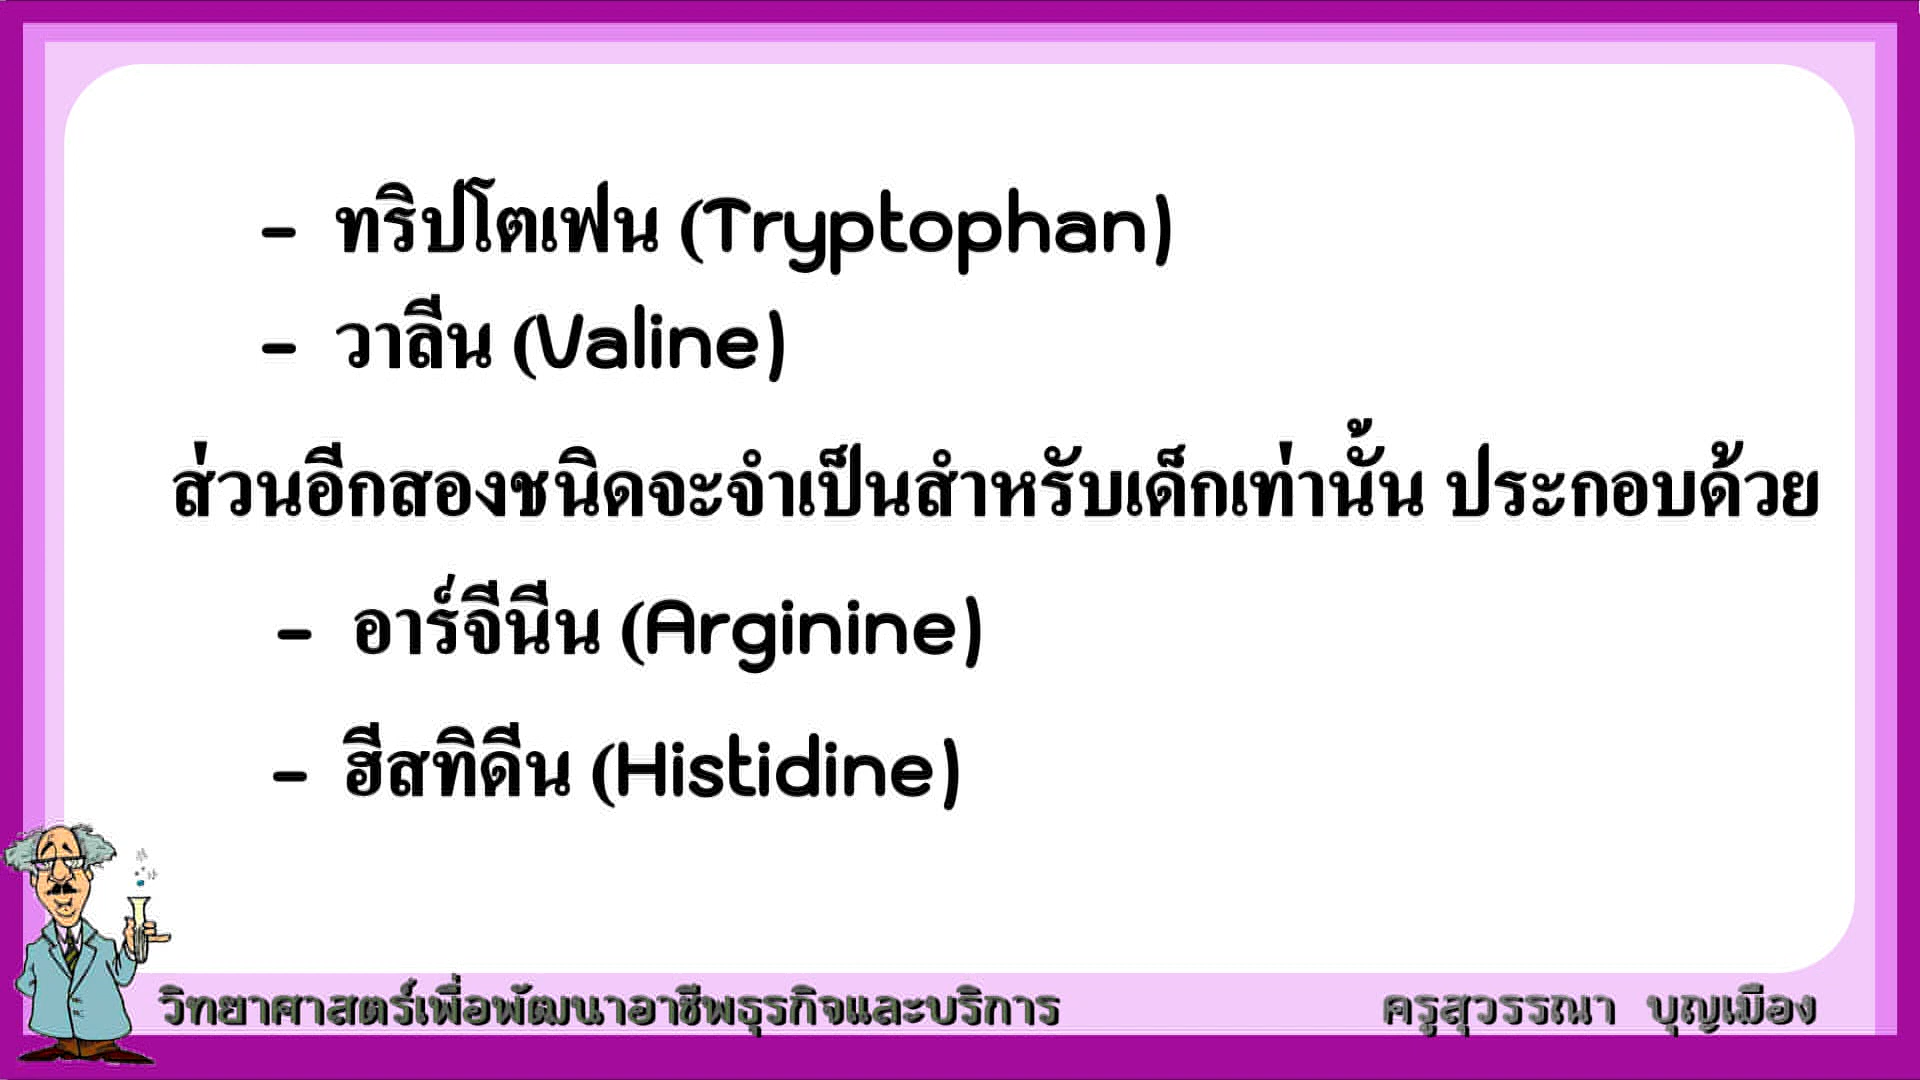 - ทริปโตเฟน (Tryptophan)
- วาลีน (Valine)
ส่วนอีกสองชนิดจะจำเป็นสำหรับเด็กเท่านั้น ประกอบด้วย
- อาร์จีนีน (Arginine)
- ฮีสทิดีน (Histidine)
วิทยาศาสตร์เพื่อพัฒนาอาชีพธุรกิจและบริการ ครูสุวรรณา บุญเมือง